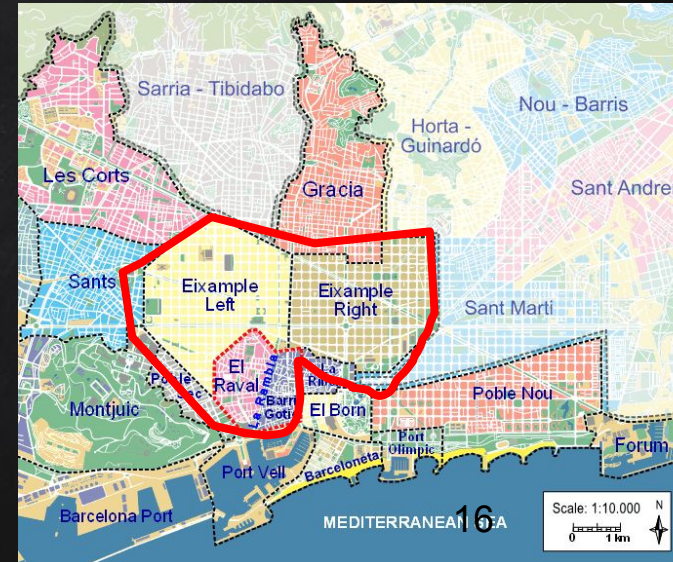 Sarria - Tibidabo
Nou - Barris
Horta -
Guinardó
Les Corts
Gracia
Sant Andre
Sants
Eixample
Left
Eixample
Right
Sant Marti
El
Raval
La Rambla
Barri
Gotic
La
El Born
Poble Nou
Montjuic
Port
Olimpic
Forum
Port Vell
Barceloneta
Barcelona Port
MEDITERRANEAN SEA
16
Scale: 1:10.000
N
0 1 km